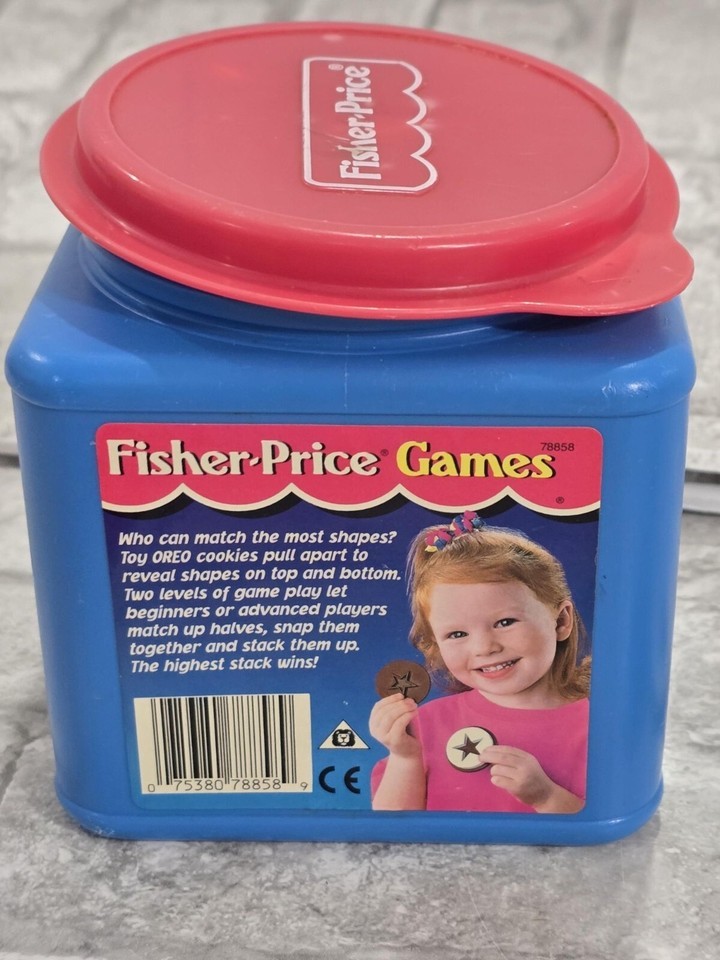 Fisher-Price®
Fisher-Price® Games
78858
®
Who can match the most shapes?
Toy OREO cookies pull apart to
reveal shapes on top and bottom.
Two levels of game play let
beginners or advanced players
match up halves, snap them
together and stack them up.
The highest stack wins!
0 75380 78858 9
CE